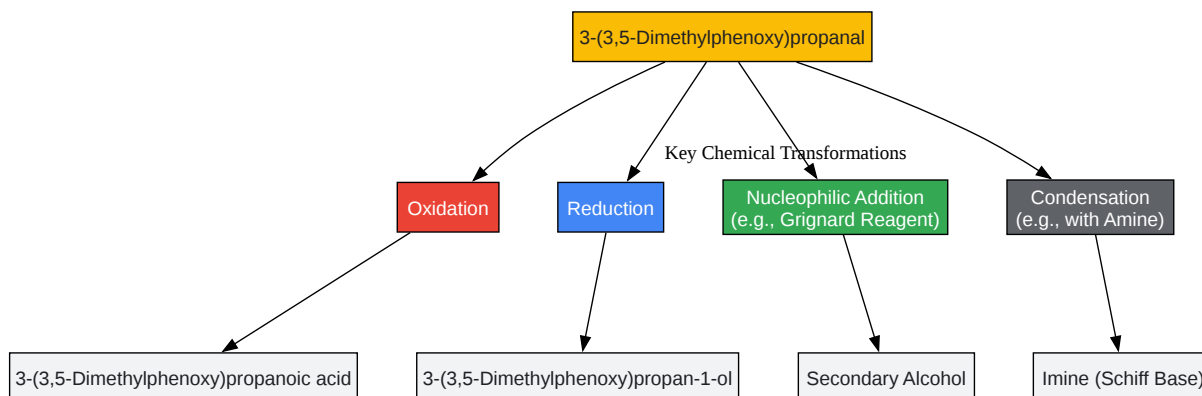 3-(3,5-Dimethylphenoxy)propanal
Key Chemical Transformations
Oxidation
Reduction
Nucleophilic Addition
(e.g., Grignard Reagent)
Condensation
(e.g., with Amine)
3-(3,5-Dimethylphenoxy)propanoic acid
3-(3,5-Dimethylphenoxy)propan-1-ol
Secondary Alcohol
Imine (Schiff Base)